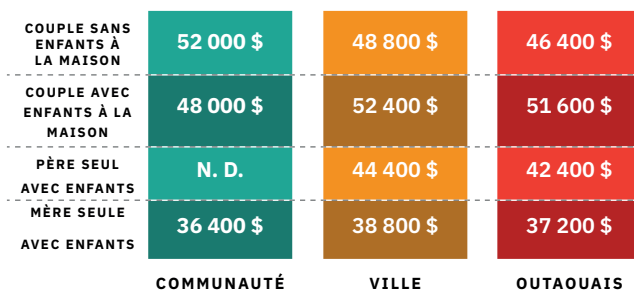 COUPLE SANS
ENFANTS À
LA MAISON
52 000 $
48 800 $
46 400 $
COUPLE AVEC
ENFANTS À LA
MAISON
48 000 $
52 400 $
51 600 $
PÈRE SEUL
AVEC ENFANTS
N. D.
44 400 $
42 400 $
MÈRE SEULE
AVEC ENFANTS
36 400 $
38 800 $
37 200 $
COMMUNAUTÉ
VILLE
OUTAOUAIS